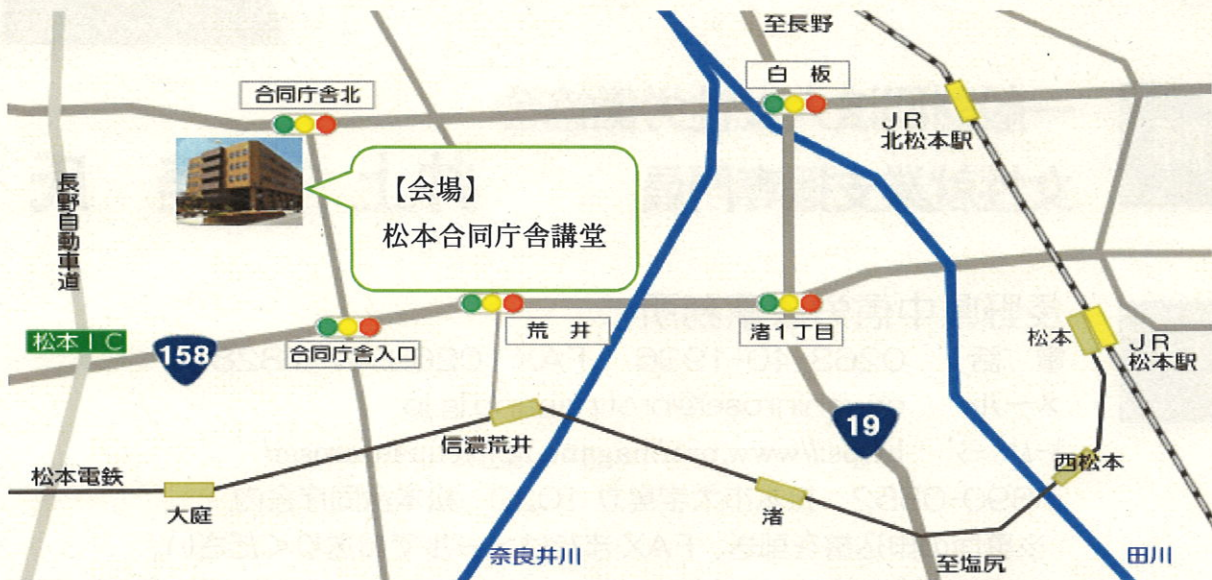 至長野
白 板
合同庁舎北
JR
北松本駅
長野自動車道
【会場】
松本合同庁舎講堂
松本IC
158
合同庁舎入口
荒 井
渚1丁目
松本
JR
松本駅
19
信濃荒井
西松本
松本電鉄
大庭
渚
奈良井川
至塩尻
田川